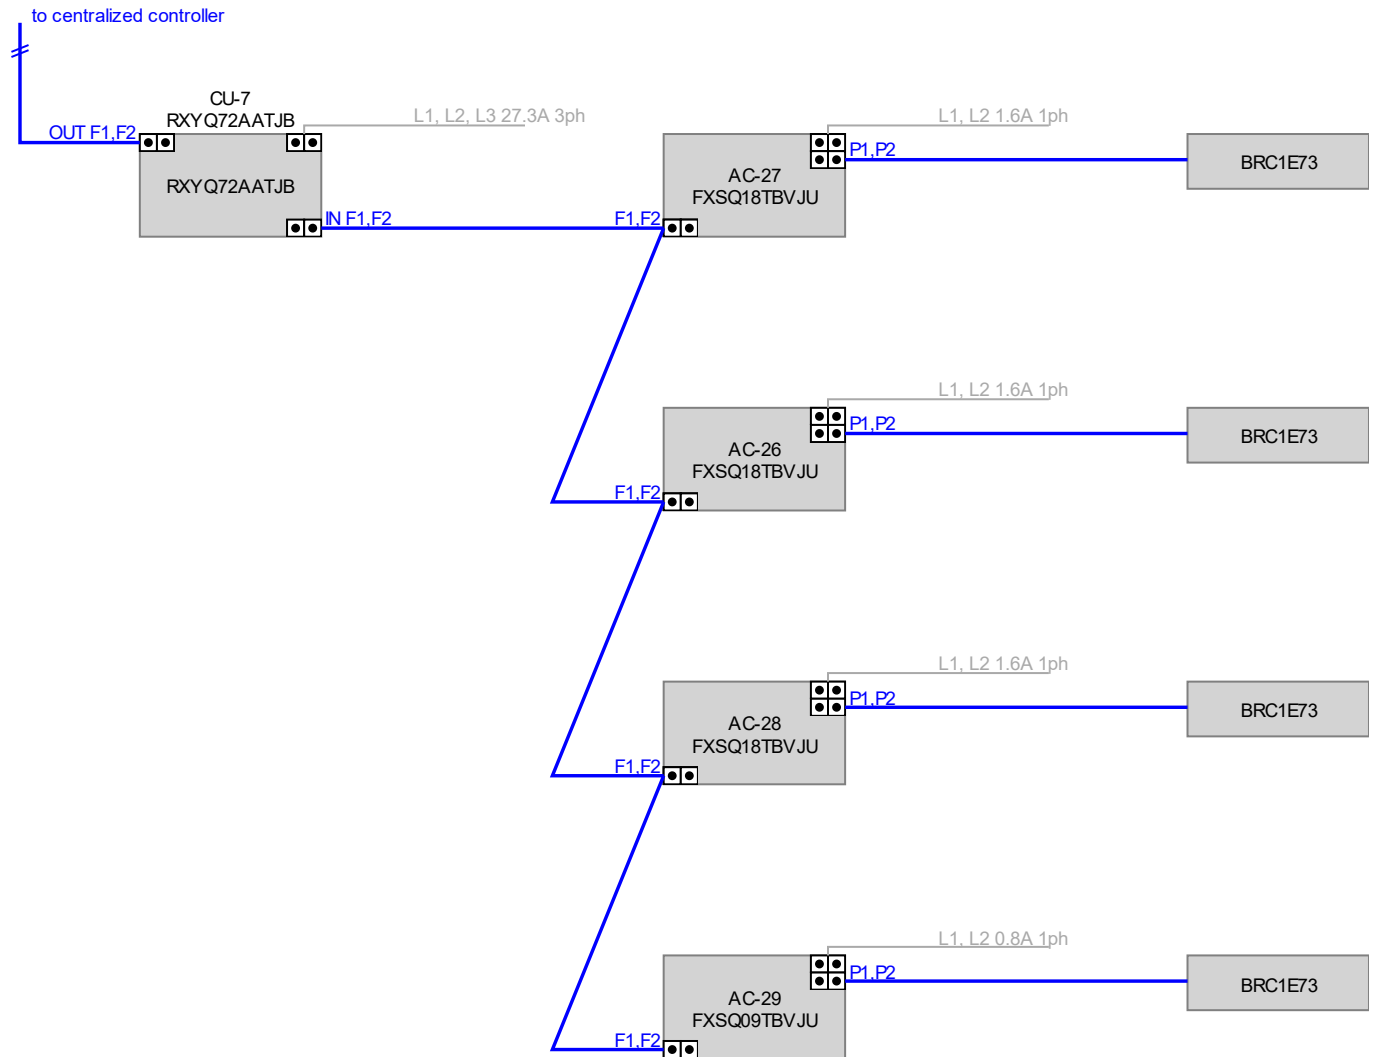 to centralized controller
CU-7
RXYQ72AATJB
L1, L2, L3 27.3A 3ph
L1, L2 1.6A 1ph
OUT F1,F2
P1,P2
RXYQ72AATJB
AC-27
FXSQ18TBVJU
BRC1E73
IN F1,F2
F1,F2
L1, L2 1.6A 1ph
P1,P2
AC-26
FXSQ18TBVJU
BRC1E73
F1,F2
L1, L2 1.6A 1ph
P1,P2
AC-28
FXSQ18TBVJU
BRC1E73
F1,F2
L1, L2 0.8A 1ph
P1,P2
AC-29
FXSQ09TBVJU
BRC1E73
F1,F2